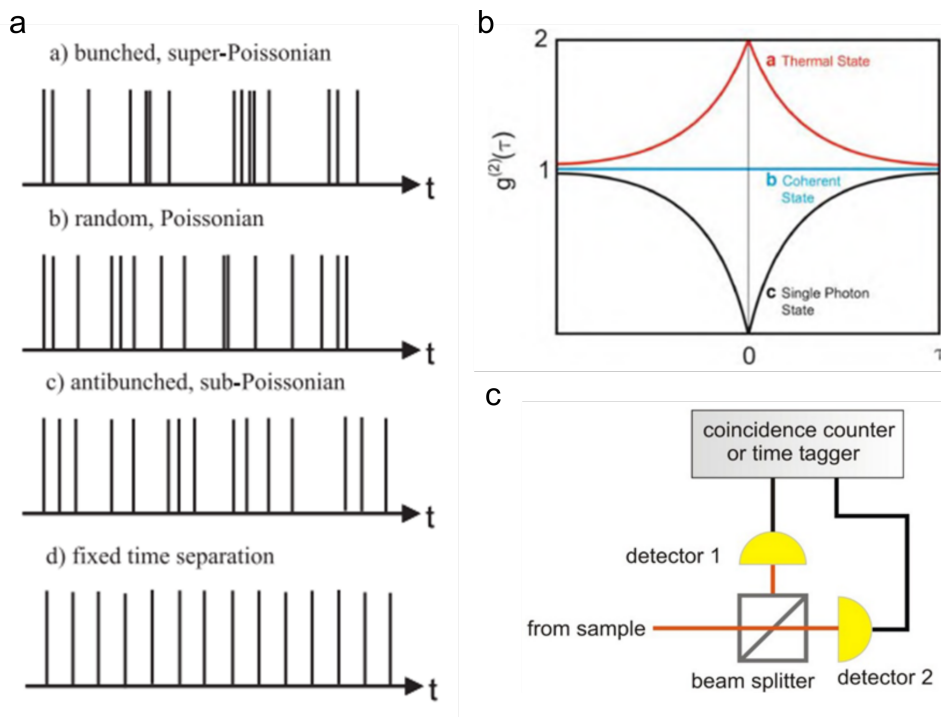 a
a) bunched, super-Poissonian
t
b) random, Poissonian
t
c) antibunched, sub-Poissonian
t
d) fixed time separation
t
b
2
a Thermal State
g(2)(τ)
1
b Coherent
State
c Single Photon
State
0
τ
c
coincidence counter
or time tagger
detector 1
from sample
beam splitter
detector 2